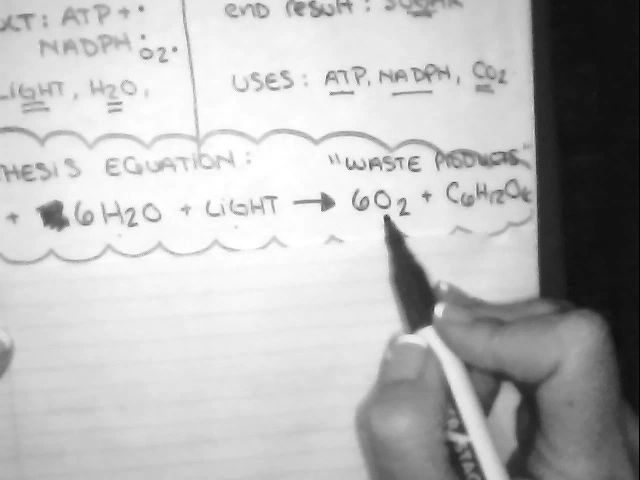 ATP +
NADPH O2
LIGHT, H2O,
end result: SUGAR
USES: ATP, NADPH, CO2
THESIS EQUATION: "WASTE PRODUCTS"
+ 6H2O + LIGHT → 6O2 + C6H12O6